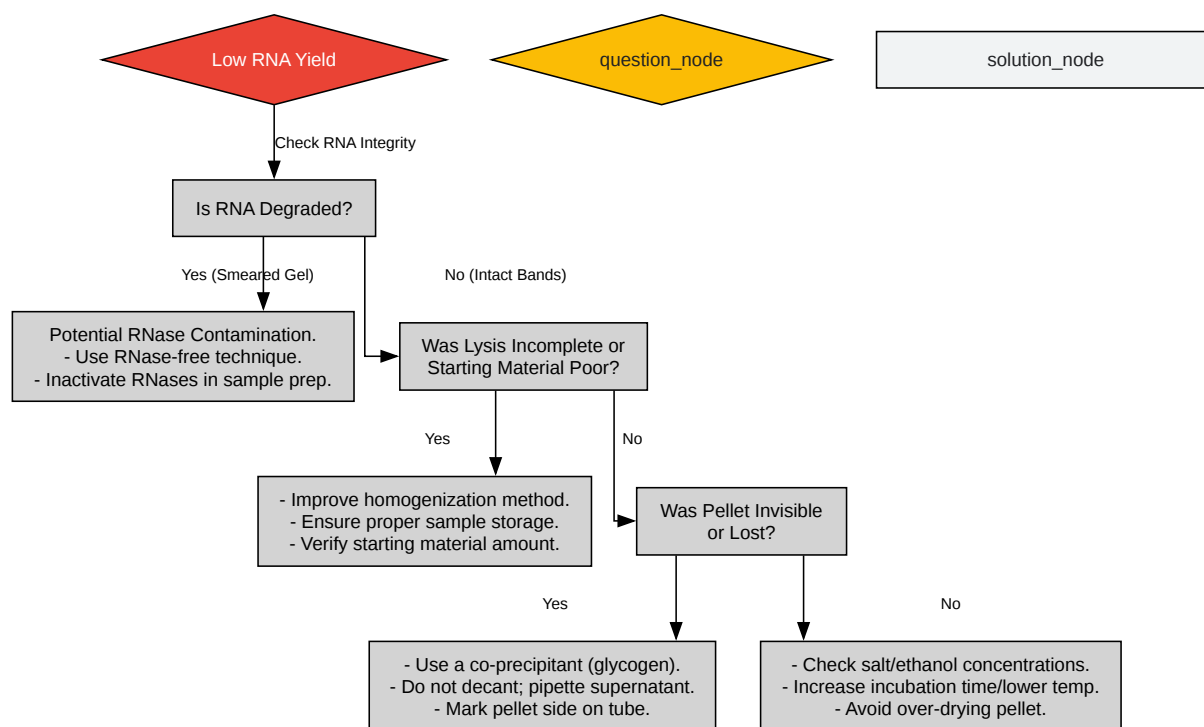 Low RNA Yield
question_node
solution_node
Check RNA Integrity
Is RNA Degraded?
Yes (Smeared Gel)
No (Intact Bands)
Potential RNase Contamination.
- Use RNase-free technique.
- Inactivate RNases in sample prep.
Was Lysis Incomplete or
Starting Material Poor?
Yes
No
- Improve homogenization method.
- Ensure proper sample storage.
- Verify starting material amount.
Was Pellet Invisible
or Lost?
Yes
No
- Use a co-precipitant (glycogen).
- Do not decant; pipette supernatant.
- Mark pellet side on tube.
- Check salt/ethanol concentrations.
- Increase incubation time/lower temp.
- Avoid over-drying pellet.